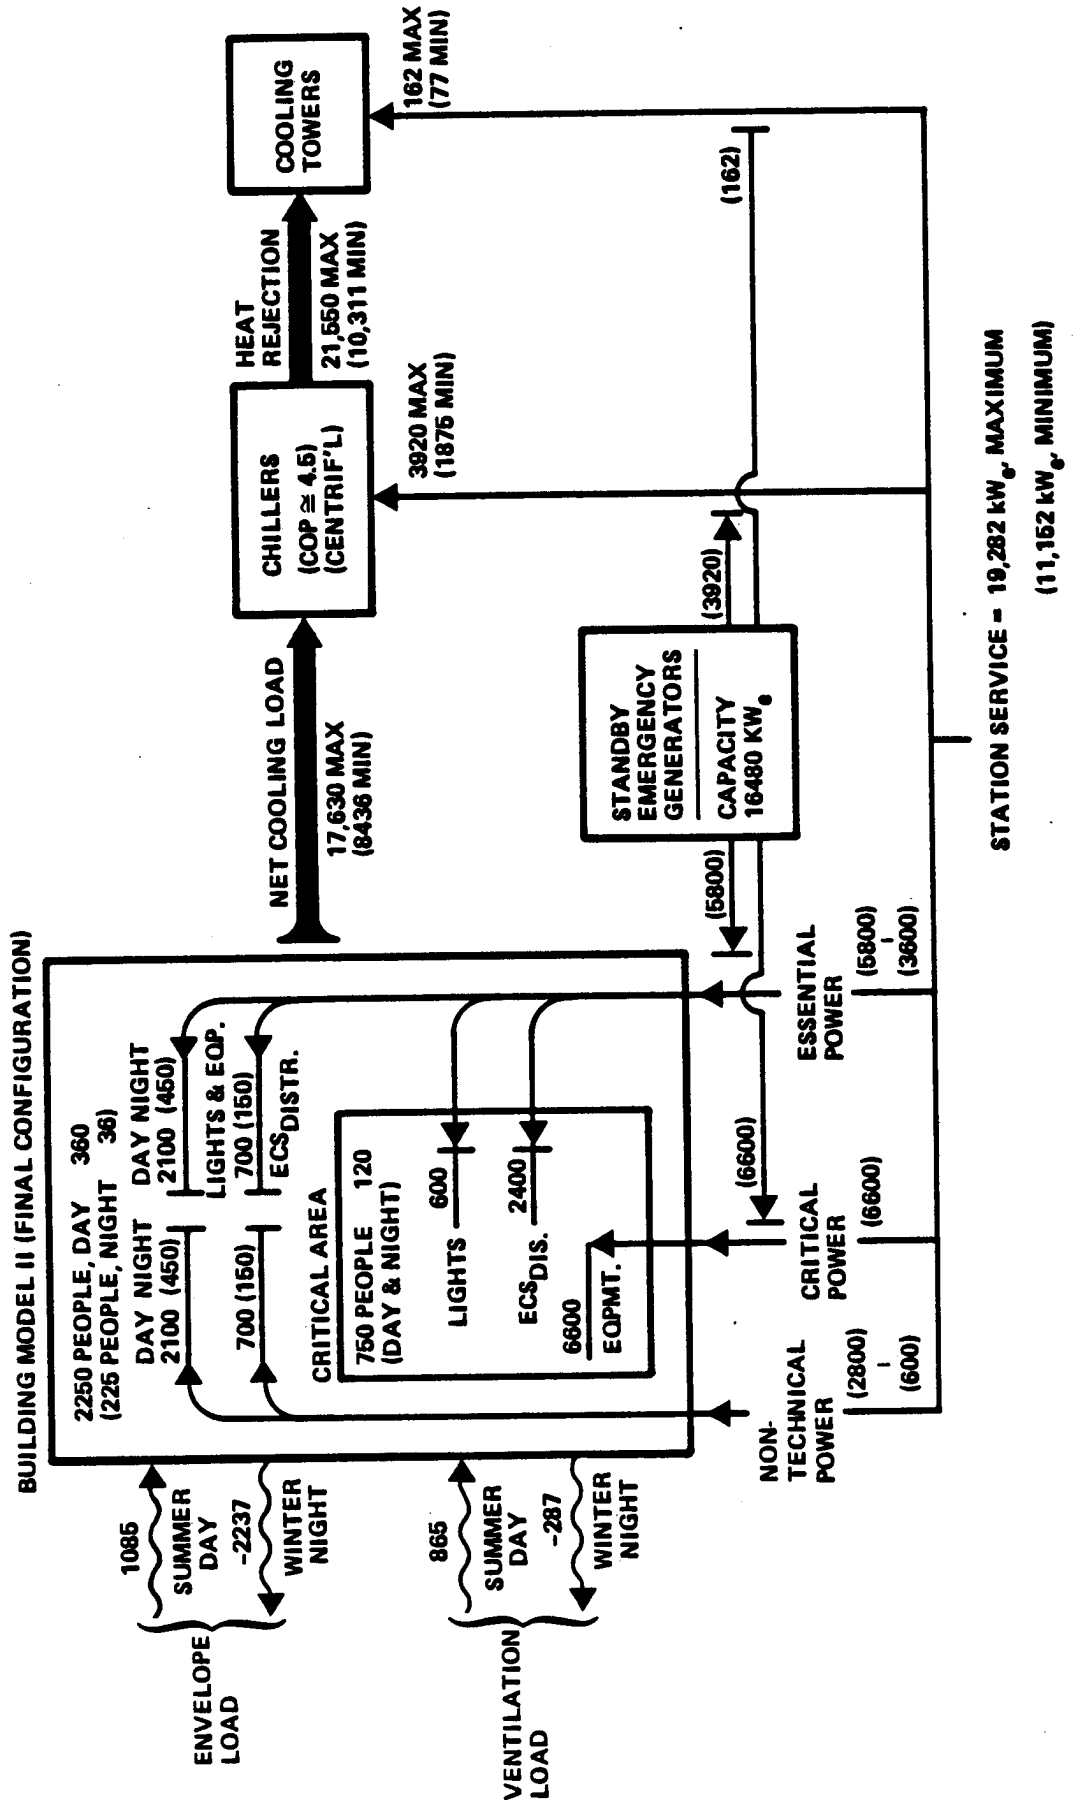 BUILDING MODEL II (FINAL CONFIGURATION)
2250 PEOPLE, DAY 360
(225 PEOPLE, NIGHT 36)
DAY NIGHT
2100 (450)
DAY NIGHT
2100 (450)
LIGHTS & EQP.
700 (150)
700 (150)
ECS DISTR.
CRITICAL AREA
750 PEOPLE 120
(DAY & NIGHT)
LIGHTS
600
ECS DIS.
2400
6600
EQPMT.
ENVELOPE
LOAD
1085
SUMMER
DAY
-2237
WINTER
NIGHT
VENTILATION
LOAD
865
SUMMER
DAY
-287
WINTER
NIGHT
NET COOLING LOAD
17,630 MAX
(8436 MIN)
CHILLERS
(COP ≅ 4.5)
(CENTRIF'L)
HEAT
REJECTION
21,550 MAX
(10,311 MIN)
COOLING
TOWERS
3920 MAX
(1875 MIN)
162 MAX
(77 MIN)
STANDBY
EMERGENCY
GENERATORS
CAPACITY
16480 KWe
(5800)
(6600)
(3920)
(162)
NON-
TECHNICAL
POWER
(2800)
–
(600)
CRITICAL
POWER
(6600)
ESSENTIAL
POWER
(5800)
–
(3600)
STATION SERVICE = 19,282 kWe, MAXIMUM
(11,152 kWe, MINIMUM)